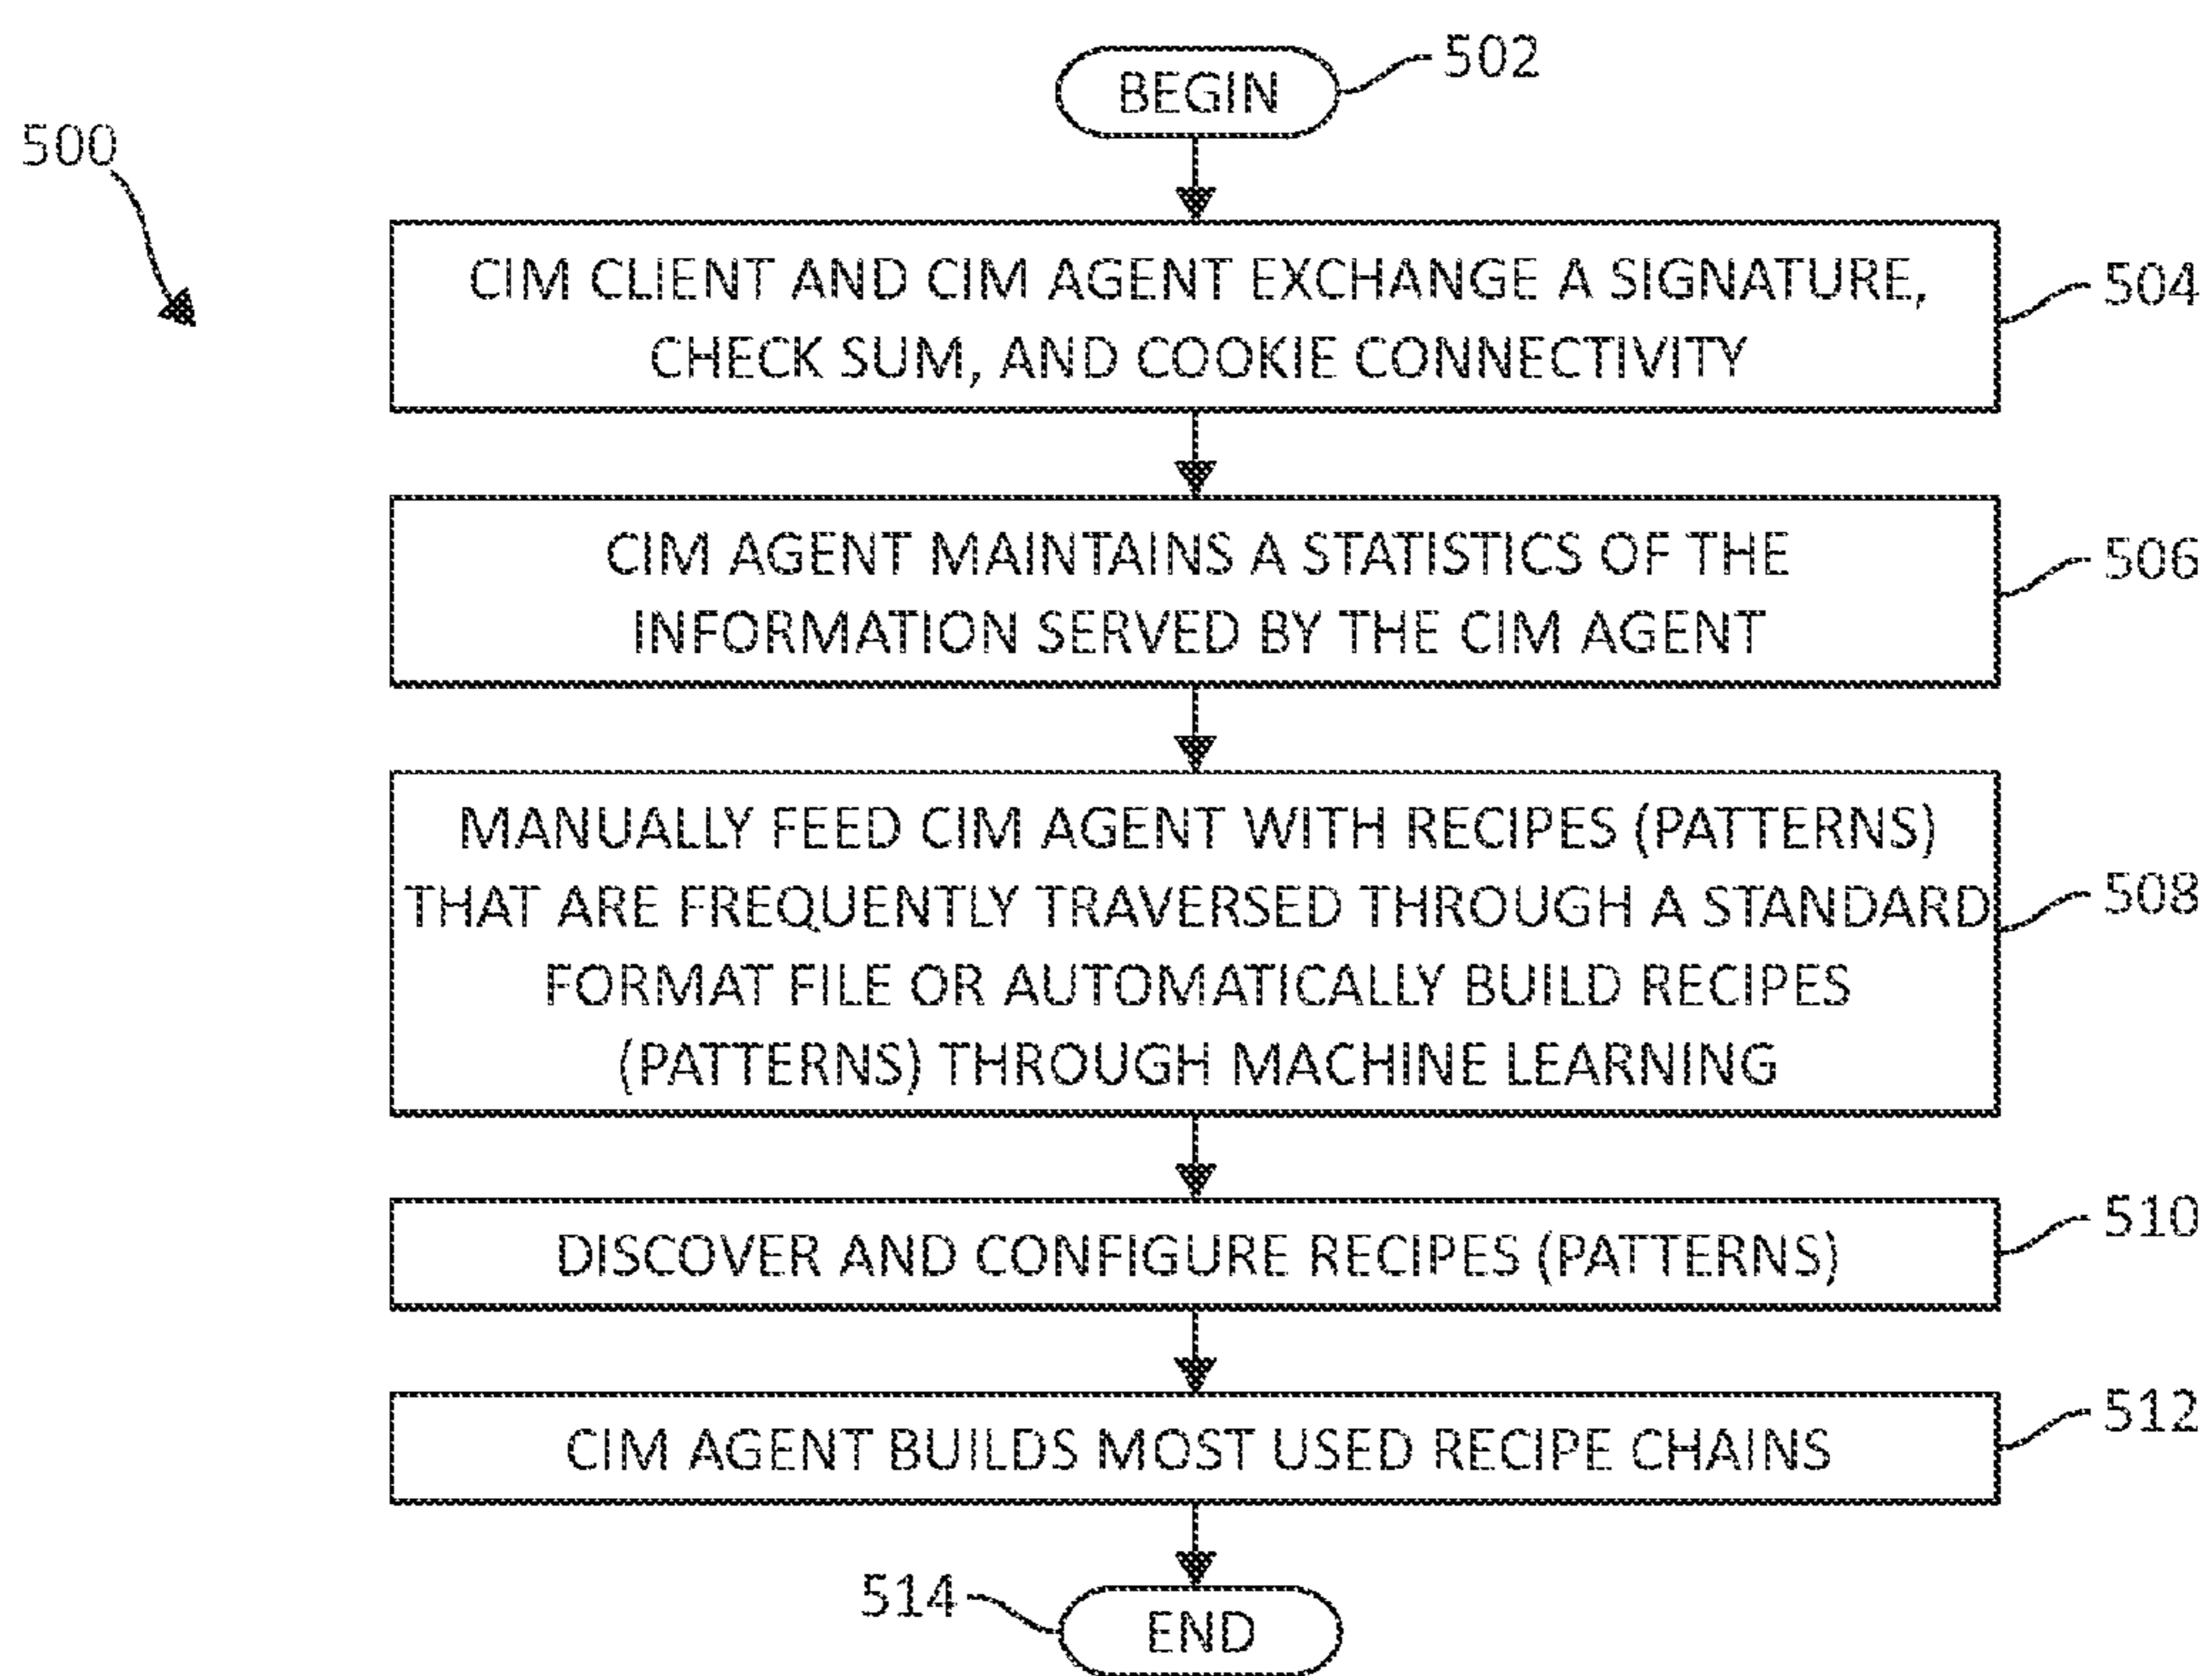 BEGIN
502
500
CIM CLIENT AND CIM AGENT EXCHANGE A SIGNATURE,
CHECK SUM, AND COOKIE CONNECTIVITY
504
CIM AGENT MAINTAINS A STATISTICS OF THE
INFORMATION SERVED BY THE CIM AGENT
506
MANUALLY FEED CIM AGENT WITH RECIPES (PATTERNS)
THAT ARE FREQUENTLY TRAVERSED THROUGH A STANDARD
FORMAT FILE OR AUTOMATICALLY BUILD RECIPES
(PATTERNS) THROUGH MACHINE LEARNING
508
DISCOVER AND CONFIGURE RECIPES (PATTERNS)
510
CIM AGENT BUILDS MOST USED RECIPE CHAINS
512
514
END